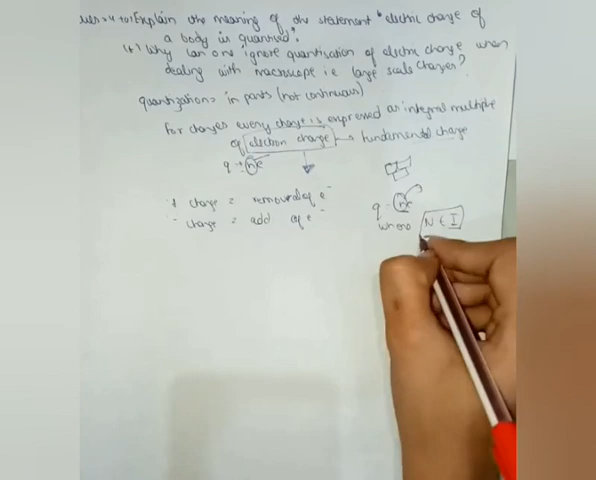 Explain the meaning of the statement "electric charge of
a body is quantised".
(b) Why can one ignore quantisation of electric charge when
dealing with macroscopic i.e large scale charges?
quantization = in parts (not continuous)
For charges every charge is expressed as integral multiple
of electron charge → fundamental charge
q = ne
+ charge = removal of e⁻
- charge = add of e⁻
q = ne
where N ∈ I